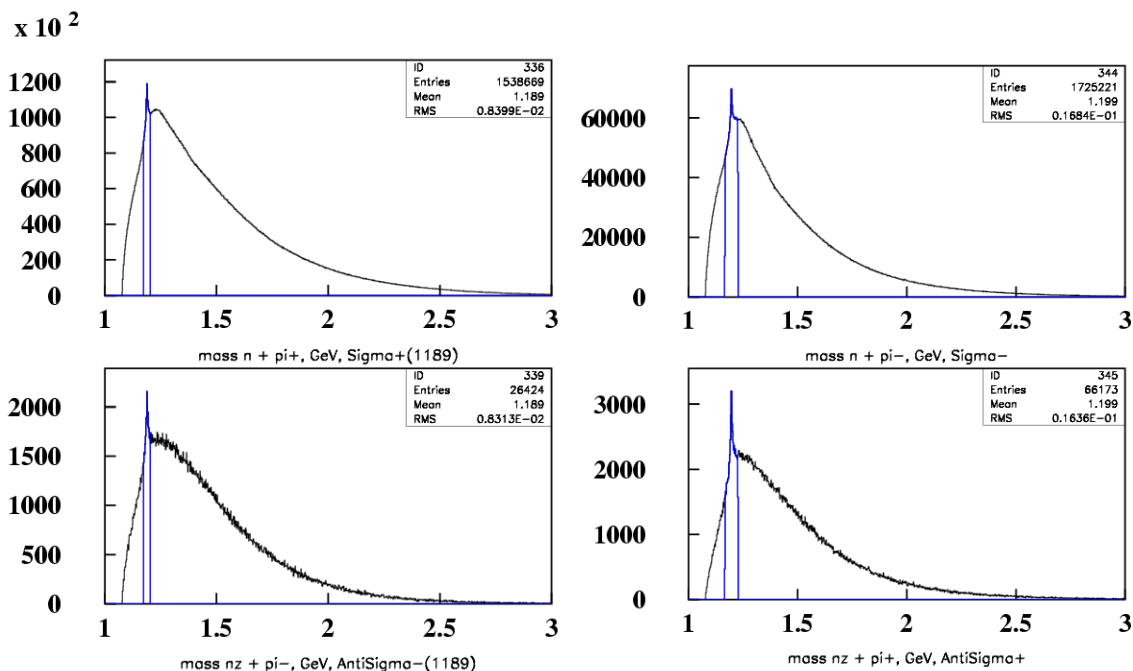 x 10 2
ID 336
Entries 1538669
Mean 1.189
RMS 0.8399E-02
1200
1000
800
600
400
200
0
1 1.5 2 2.5 3
mass n + pi+, GeV, Sigma+(1189)
ID 344
Entries 1725221
Mean 1.199
RMS 0.1684E-01
60000
40000
20000
0
1 1.5 2 2.5 3
mass n + pi-, GeV, Sigma-
ID 339
Entries 26424
Mean 1.189
RMS 0.8313E-02
2000
1500
1000
500
0
1 1.5 2 2.5 3
mass nz + pi-, GeV, AntiSigma-(1189)
ID 345
Entries 66173
Mean 1.199
RMS 0.1636E-01
3000
2000
1000
0
1 1.5 2 2.5 3
mass nz + pi+, GeV, AntiSigma+